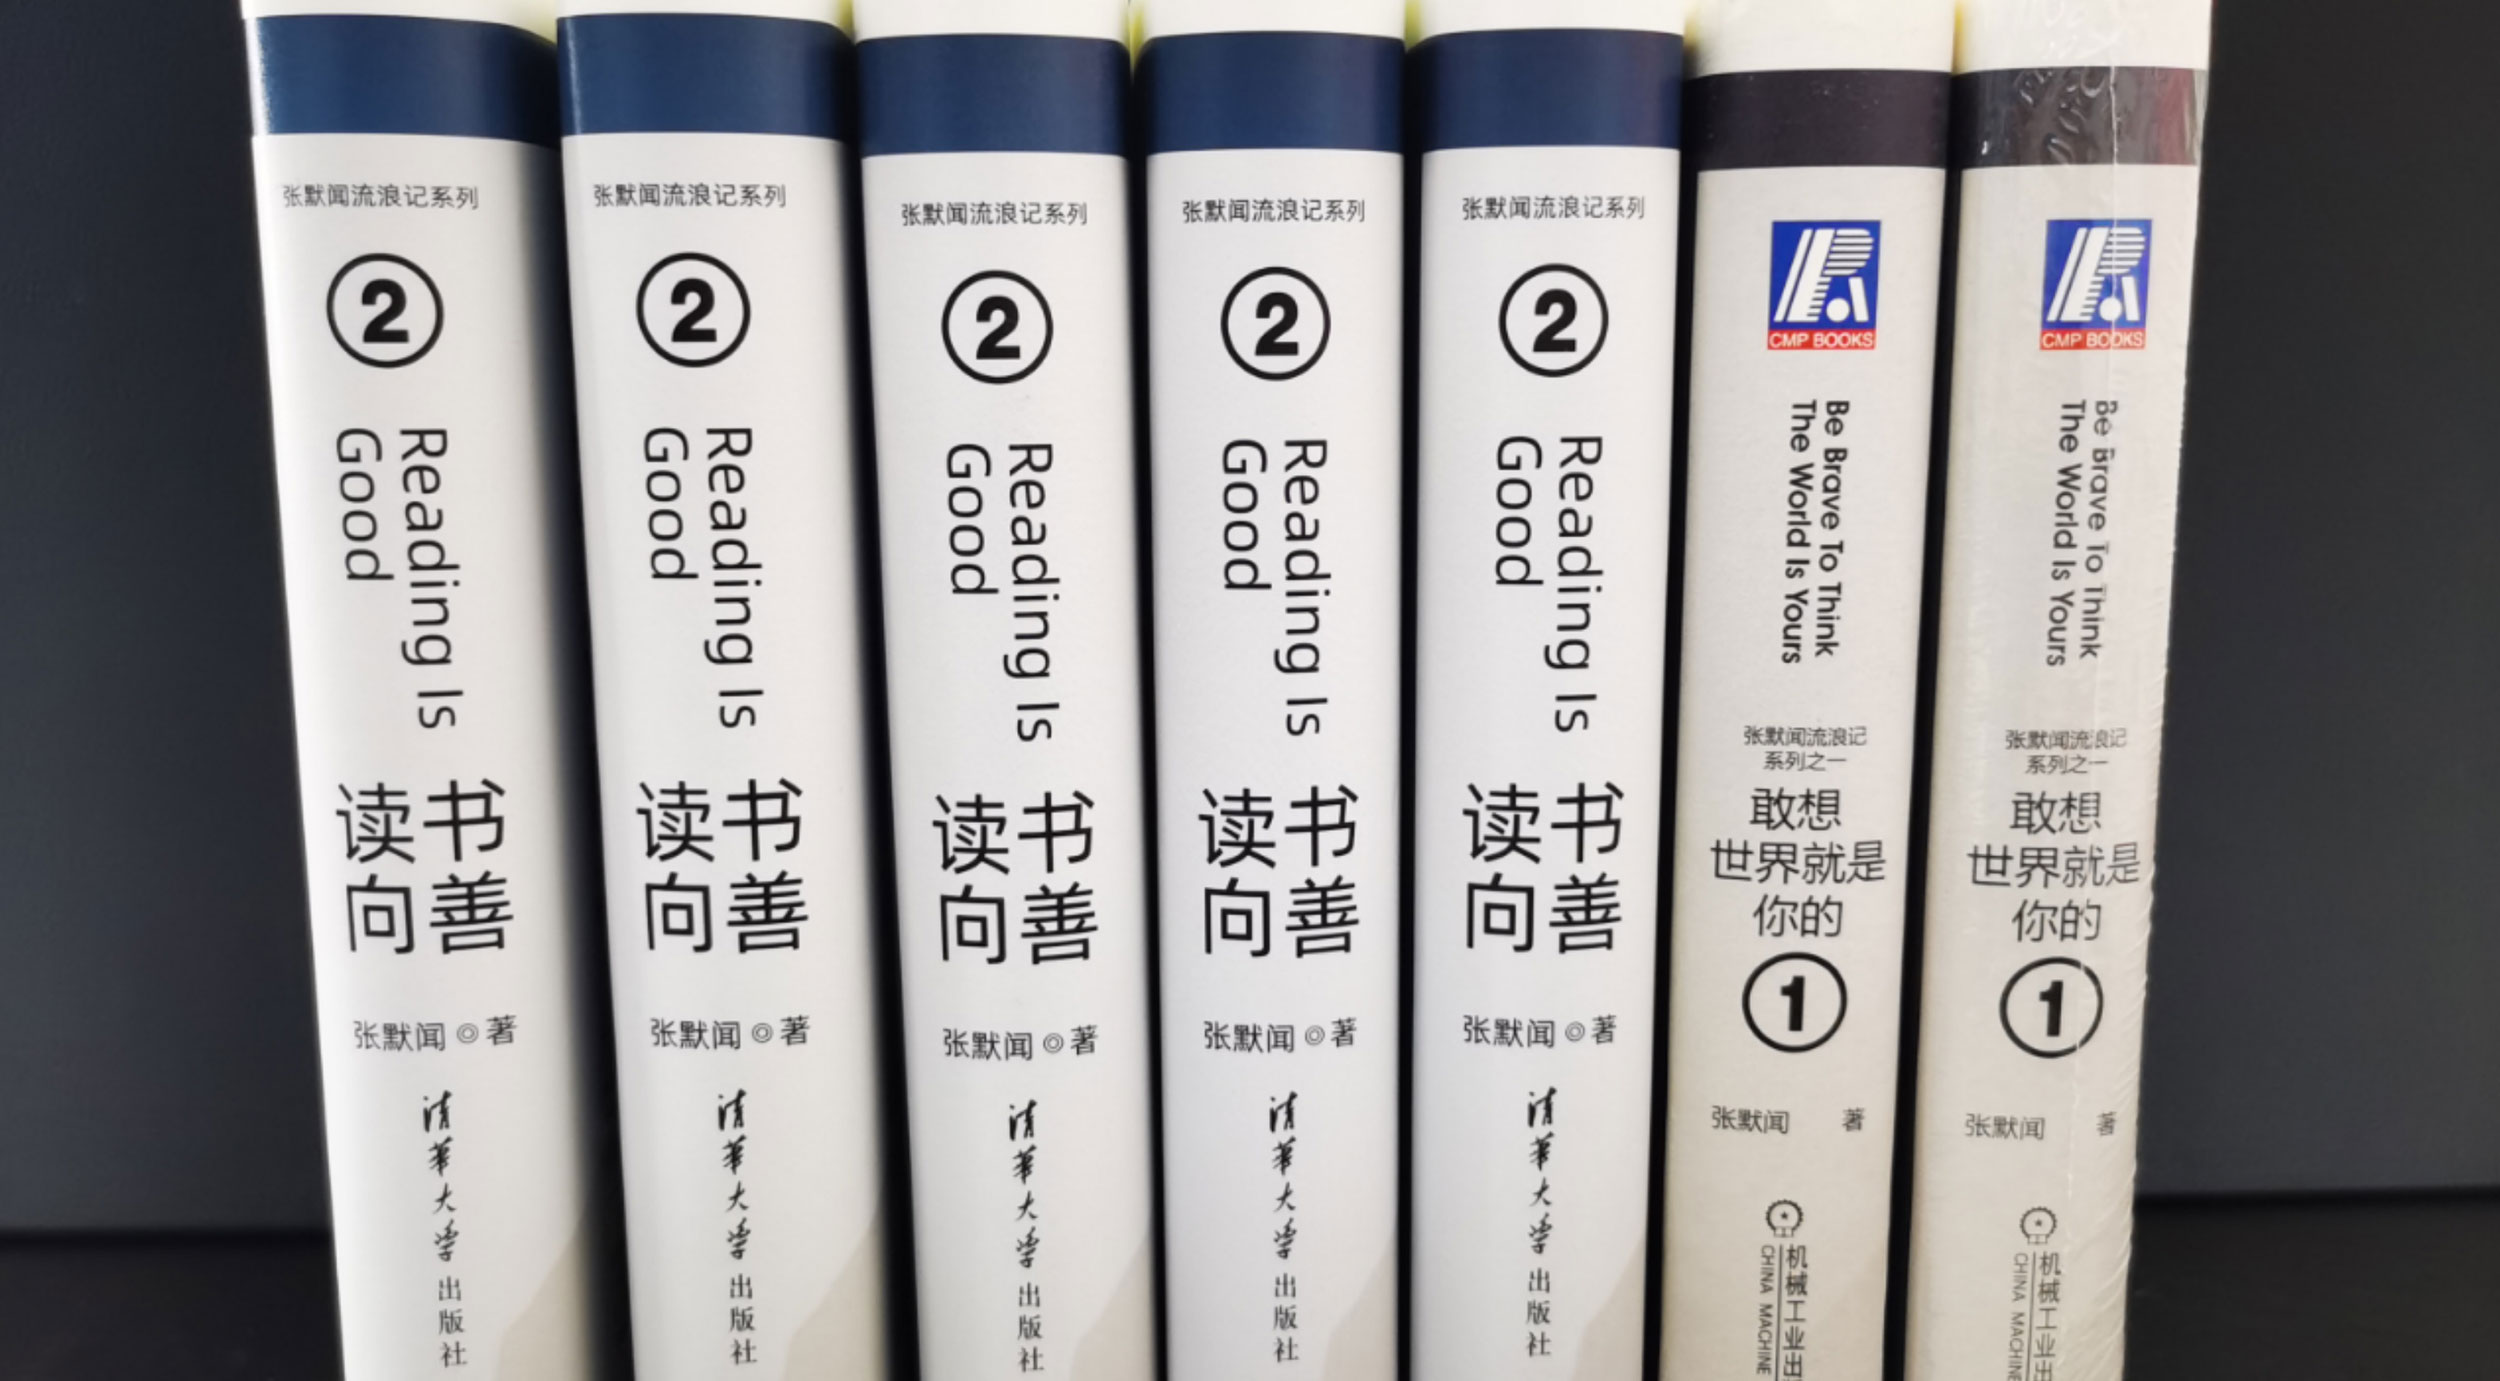 张默闻流浪记系列
2
Reading Is
Good
读书
向善
张默闻◎著
清华大学出版社
张默闻流浪记系列
2
Reading Is
Good
读书
向善
张默闻◎著
清华大学出版社
张默闻流浪记系列
2
Reading Is
Good
读书
向善
张默闻◎著
清华大学出版社
张默闻流浪记系列
2
Reading Is
Good
读书
向善
张默闻◎著
清华大学出版社
张默闻流浪记系列
2
Reading Is
Good
读书
向善
张默闻◎著
清华大学出版社
CMP BOOKS
Be Brave To Think
The World Is Yours
张默闻流浪记
系列之一
敢想
世界就是
你的
1
张默闻 著
机械工业出
CHINA MACHINE
CMP BOOKS
Be Brave To Think
The World Is Yours
张默闻流浪记
系列之一
敢想
世界就是
你的
1
张默闻 著
机械工业出
CHINA MACHINE